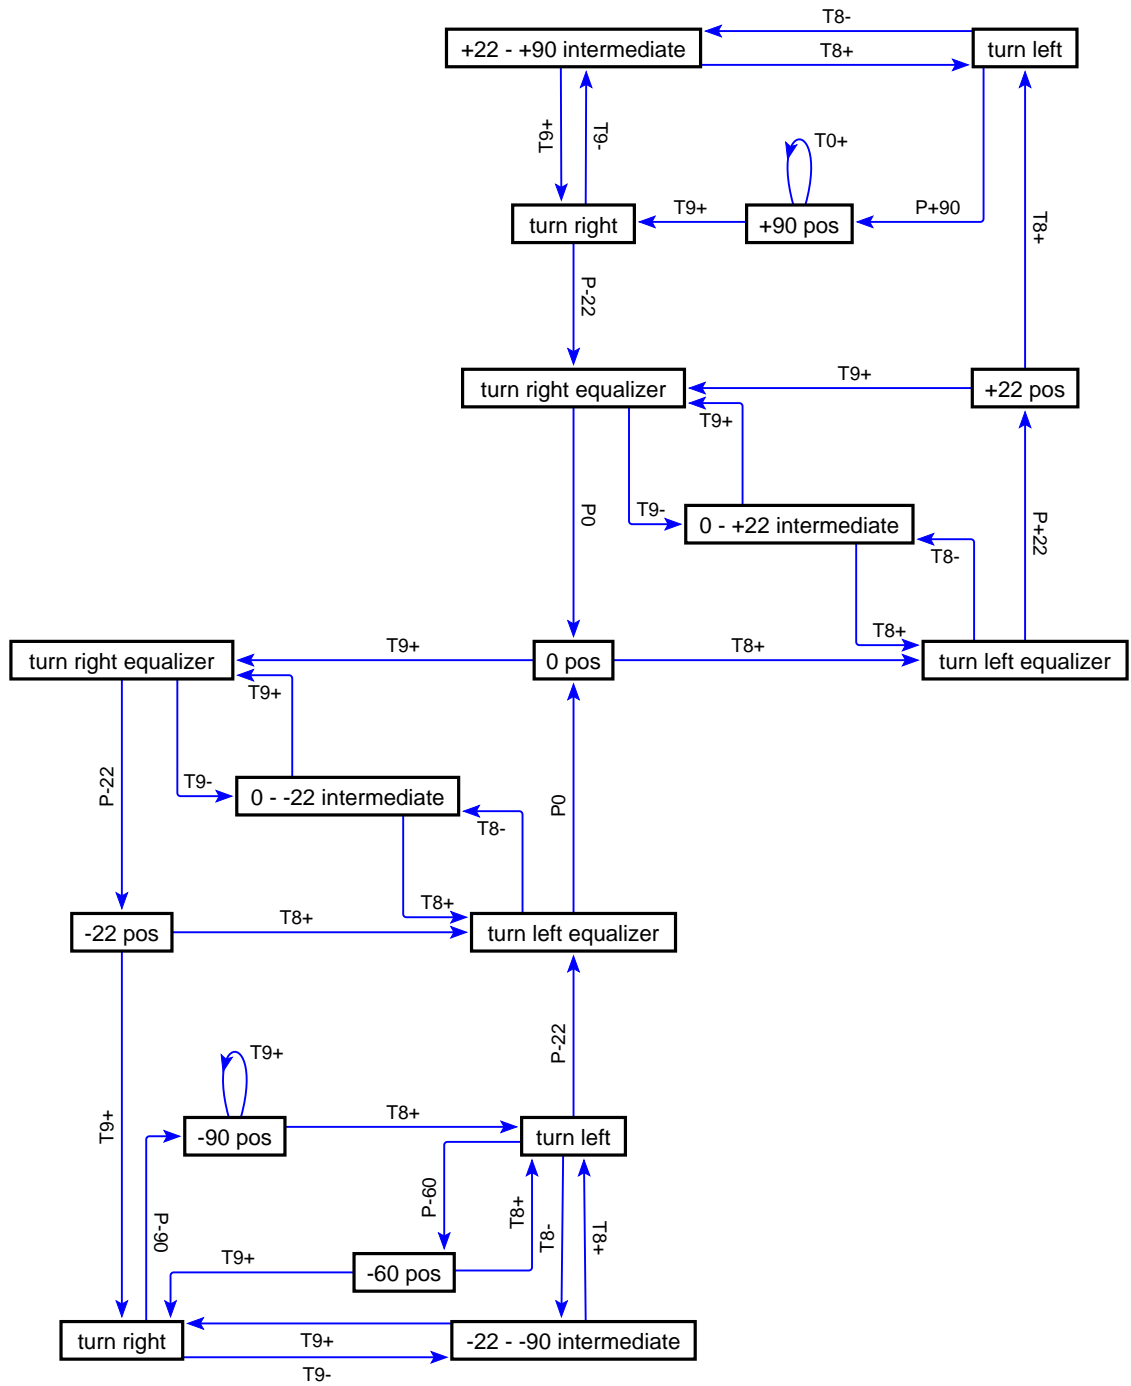 T8-
+22 - +90 intermediate
turn left
T8+
T9+
T9-
T0+
T9+
P+90
turn right
+90 pos
T8+
P-22
T9+
turn right equalizer
+22 pos
T9+
P0
T9-
0 - +22 intermediate
P+22
T8-
T8+
T9+
T8+
turn right equalizer
0 pos
turn left equalizer
T9+
P-22
T9-
0 - -22 intermediate
P0
T8-
T8+
T8+
-22 pos
turn left equalizer
P-22
T9+
T9+
T8+
-90 pos
turn left
P-60
T8+
T8-
T8+
P-90
T9+
-60 pos
turn right
T9+
-22 - -90 intermediate
T9-